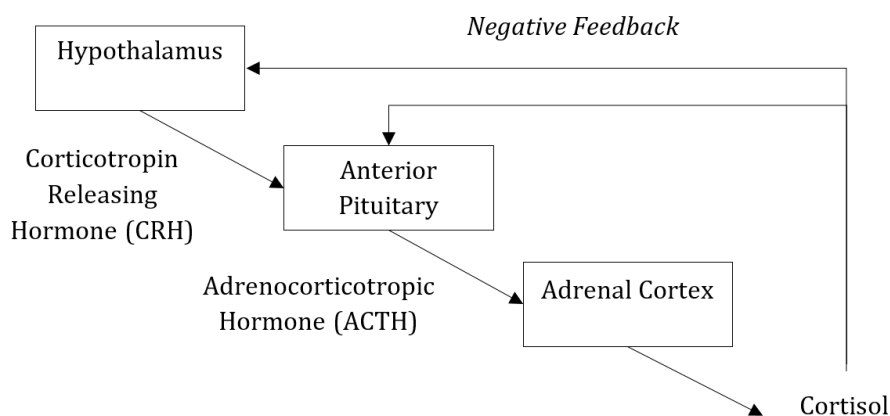 Negative Feedback
Hypothalamus
Corticotropin
Releasing
Hormone (CRH)
Anterior
Pituitary
Adrenocorticotropic
Hormone (ACTH)
Adrenal Cortex
Cortisol